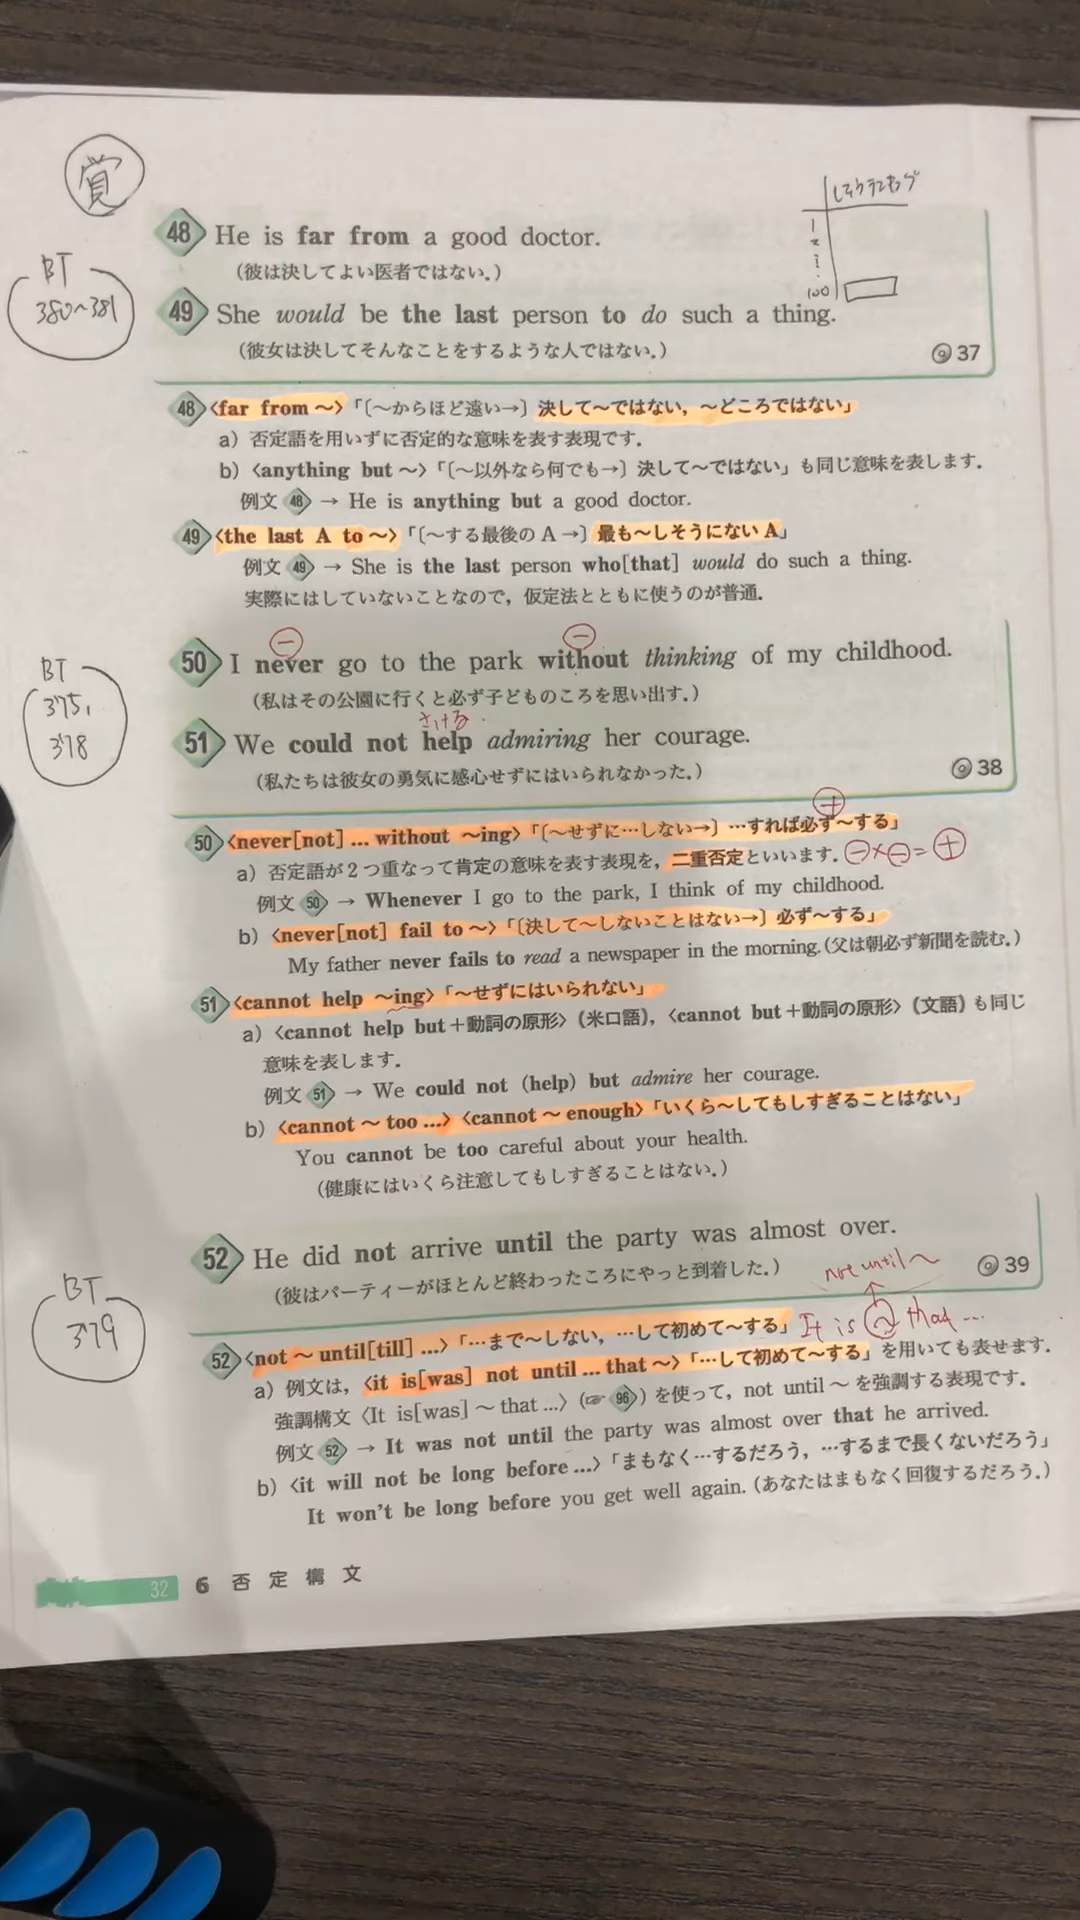 覚
しそうランキング
1
2
100
BT
380~381
48 He is far from a good doctor.
(彼は決してよい医者ではない。)
49 She would be the last person to do such a thing.
(彼女は決してそんなことをするような人ではない。)
37
48 〈far from ~〉「〔~からほど遠い→〕決して~ではない, ~どころではない」
a) 否定語を用いずに否定的な意味を表す表現です。
b) 〈anything but ~〉「〔~以外なら何でも→〕決して~ではない」も同じ意味を表します。
例文 48 → He is anything but a good doctor.
49 〈the last A to ~〉「〔~する最後の A→〕最も~しそうにない A」
例文 49 → She is the last person who[that] would do such a thing.
実際にはしていないことなので, 仮定法とともに使うのが普通。
BT
375,
378
⊖ ⊖
50 I never go to the park without thinking of my childhood.
(私はその公園に行くと必ず子どものころを思い出す。)
さける
51 We could not help admiring her courage.
(私たちは彼女の勇気に感心せずにはいられなかった。)
38
⊕
50 〈never[not] ... without ~ing〉「〔~せずに…しない→〕…すれば必ず~する」
a) 否定語が2つ重なって肯定の意味を表す表現を, 二重否定といいます。 ⊖×⊖=⊕
例文 50 → Whenever I go to the park, I think of my childhood.
b) 〈never[not] fail to ~〉「〔決して~しないことはない→〕必ず~する」
My father never fails to read a newspaper in the morning.(父は朝必ず新聞を読む。)
51 〈cannot help ~ing〉「~せずにはいられない」
a) 〈cannot help but+動詞の原形〉(米口語), 〈cannot but+動詞の原形〉(文語) も同じ
意味を表します。
例文 51 → We could not (help) but admire her courage.
b) 〈cannot ~ too ...〉〈cannot ~ enough〉「いくら~してもしすぎることはない」
You cannot be too careful about your health.
(健康にはいくら注意してもしすぎることはない。)
BT
379
52 He did not arrive until the party was almost over.
(彼はパーティーがほとんど終わったころにやっと到着した。)
39
not until ~
It is ~ that ...
52 〈not ~ until[till] ...〉「…まで~しない, …して初めて~する」
a) 例文は, 〈it is[was] not until ... that ~〉「…して初めて~する」を用いても表せます。
強調構文〈It is[was] ~ that ...〉(☞ 96) を使って, not until ~ を強調する表現です。
例文 52 → It was not until the party was almost over that he arrived.
b) 〈it will not be long before ...〉「まもなく…するだろう, …するまで長くないだろう」
It won't be long before you get well again. (あなたはまもなく回復するだろう。)
32 6 否定構文